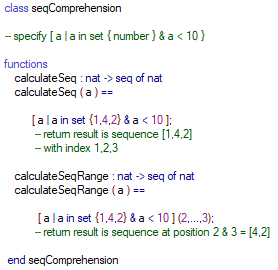 class seqComprehension
-- specify [ a | a in set { number } & a < 10 }
functions
calculateSeq : nat -> seq of nat
calculateSeq ( a ) ==
[ a | a in set {1,4,2} & a < 10 ];
-- return result is sequence [1,4,2]
-- with index 1,2,3
calculateSeqRange : nat -> seq of nat
calculateSeqRange ( a ) ==
[ a | a in set {1,4,2} & a < 10 ] (2,...,3);
-- return result is sequence at position 2 & 3 = [4,2]
end seqComprehension